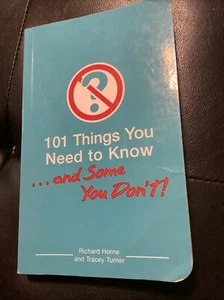 ?
101 Things You
Need to Know
...and Some
You Don't!
Richard Horne
and Tracey Turner